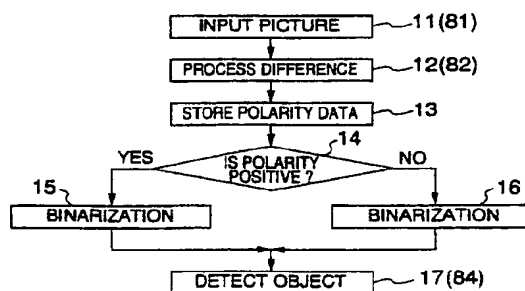 INPUT PICTURE 11(81)
PROCESS DIFFERENCE 12(82)
STORE POLARITY DATA 13
14
YES IS POLARITY POSITIVE ? NO
15 16
BINARIZATION BINARIZATION
DETECT OBJECT 17(84)